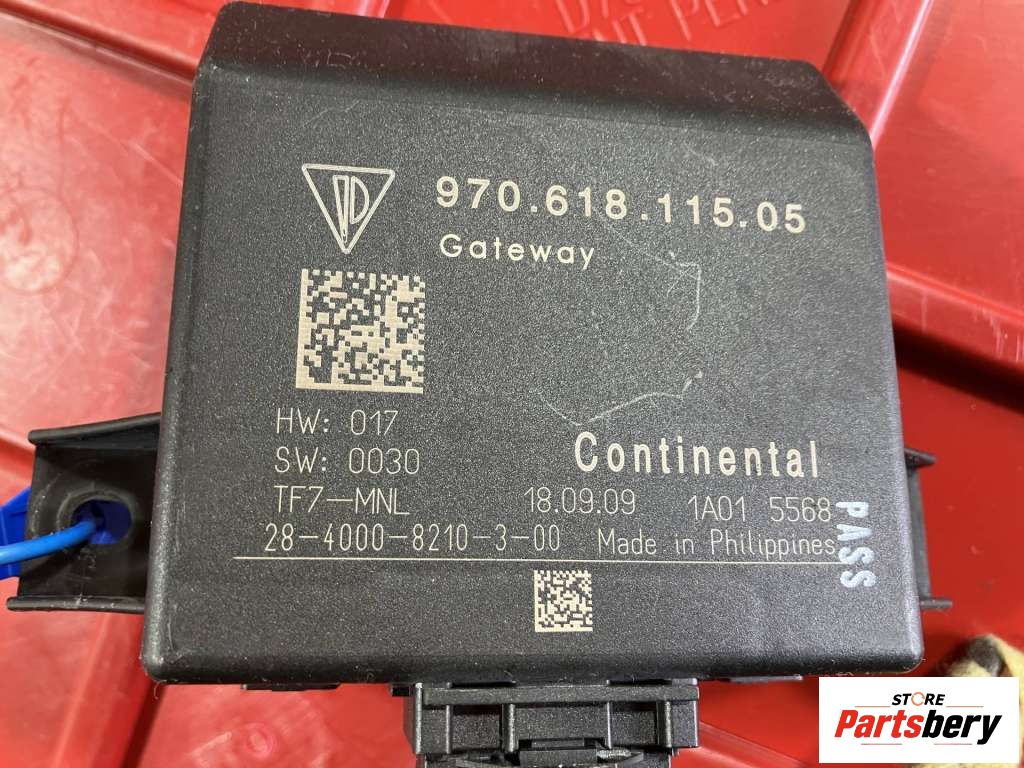 970.618.115.05
Gateway
HW: 017
SW: 0030
Continental
TF7-MNL 18.09.09 1A01 5568
28-4000-8210-3-00 Made in Philippines
PASS
STORE
Partsbery